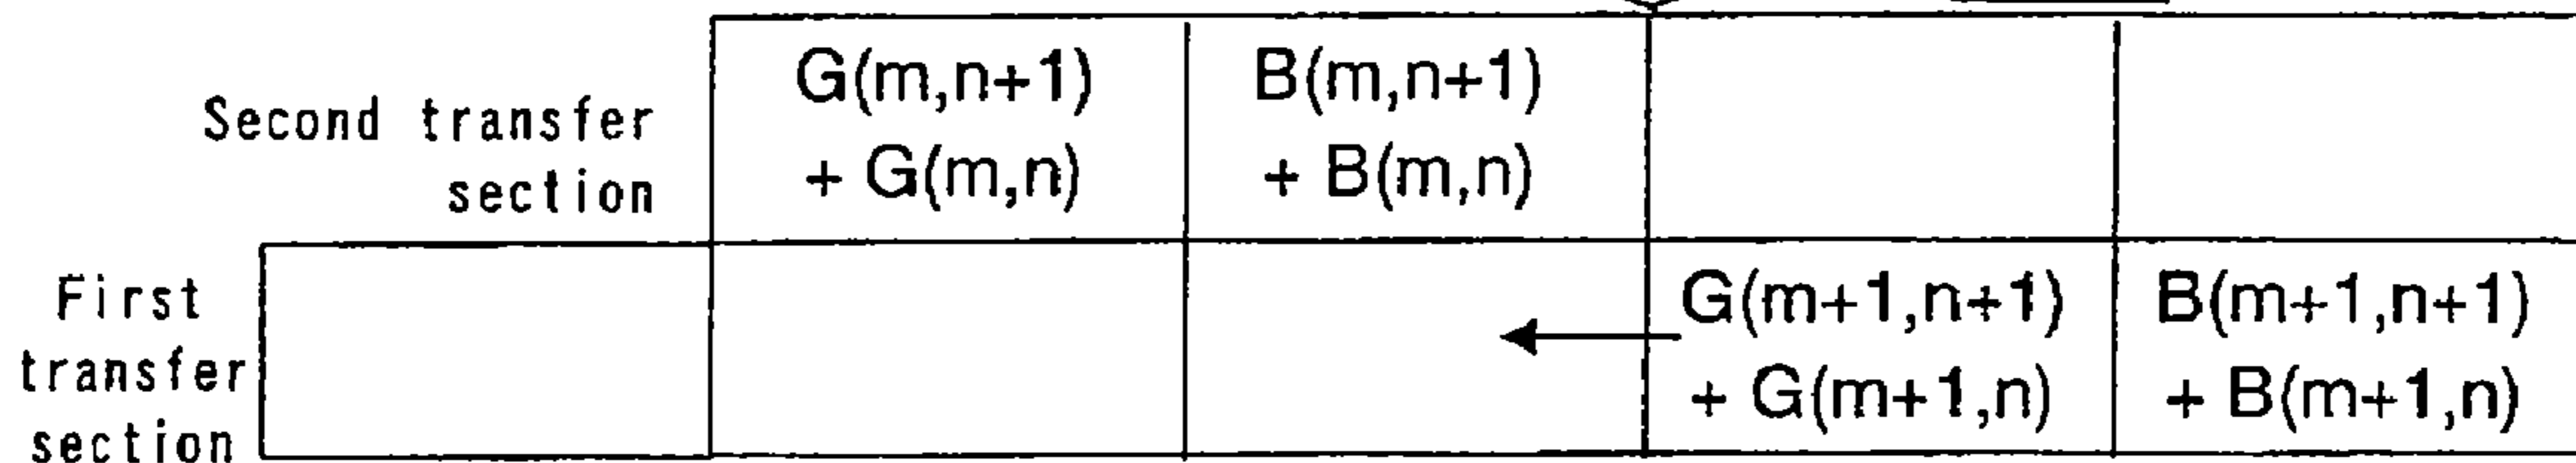 Second transfer
section
G(m,n+1)
+ G(m,n)
B(m,n+1)
+ B(m,n)
First
transfer
section
G(m+1,n+1)
+ G(m+1,n)
B(m+1,n+1)
+ B(m+1,n)